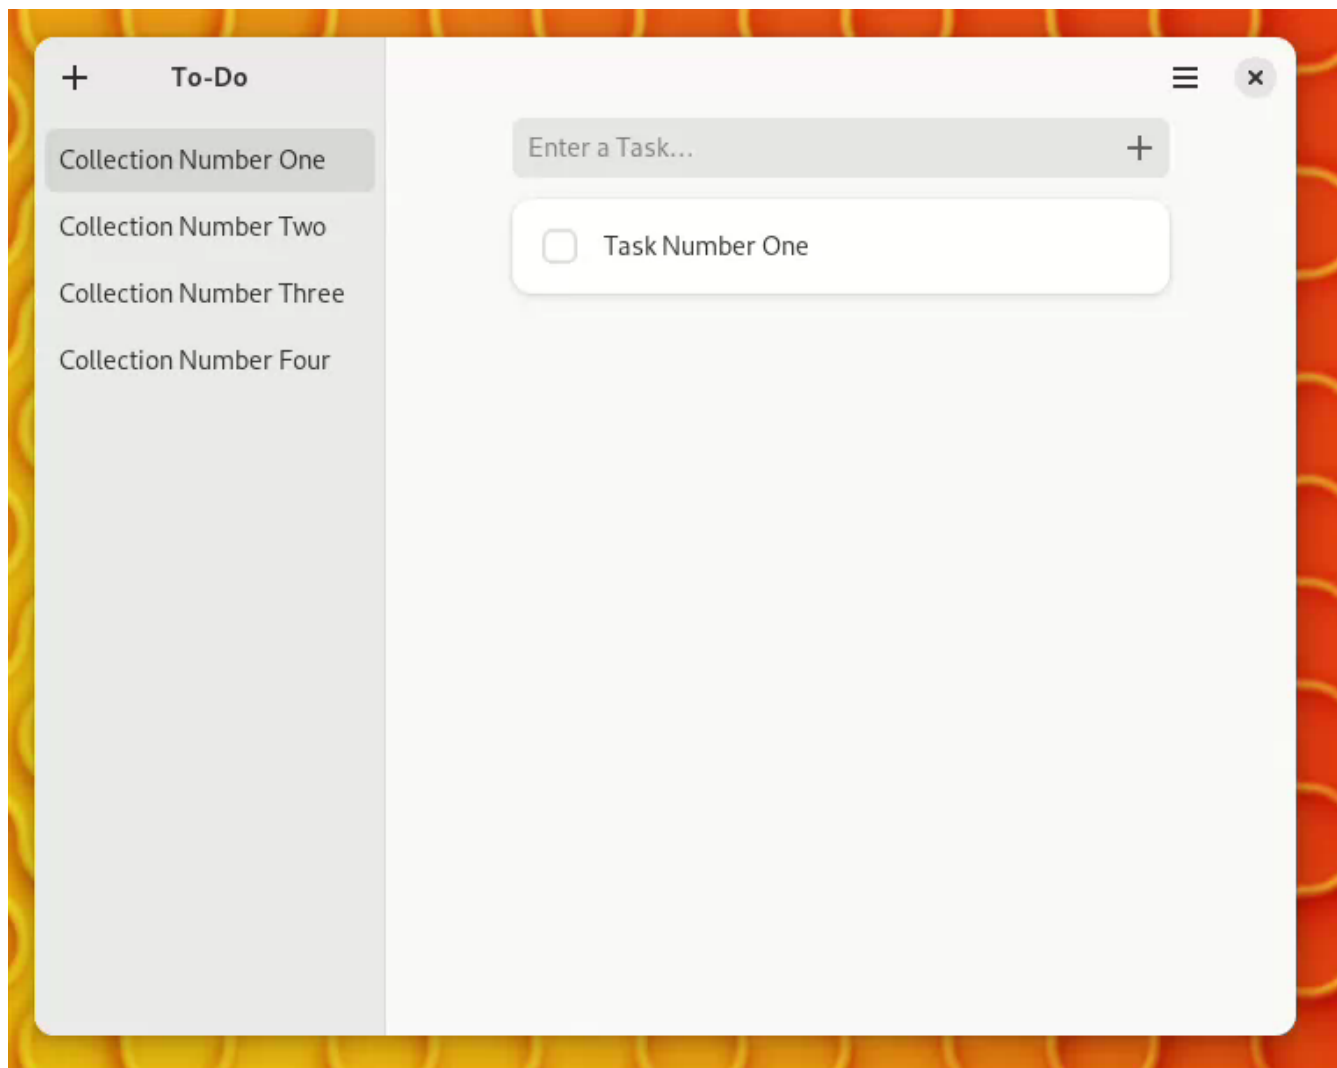 To-Do
Collection Number One
Collection Number Two
Collection Number Three
Collection Number Four
Enter a Task…
Task Number One